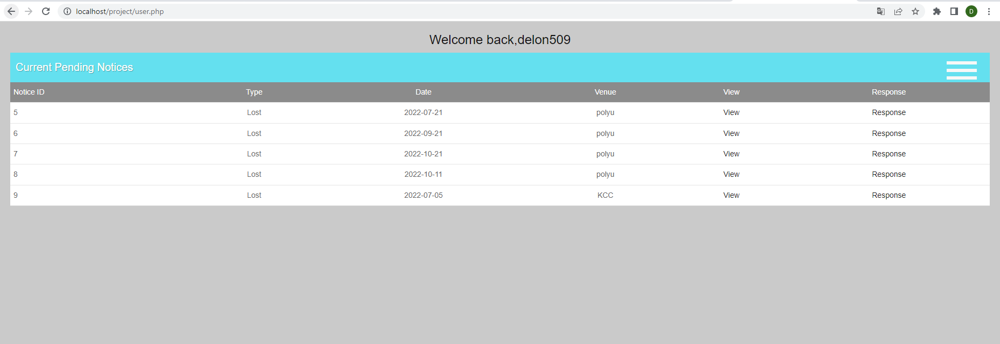 localhost/project/user.php
D
Welcome back,delon509
Current Pending Notices
Notice ID Type Date Venue View Response
5 Lost 2022-07-21 polyu View Response
6 Lost 2022-09-21 polyu View Response
7 Lost 2022-10-21 polyu View Response
8 Lost 2022-10-11 polyu View Response
9 Lost 2022-07-05 KCC View Response